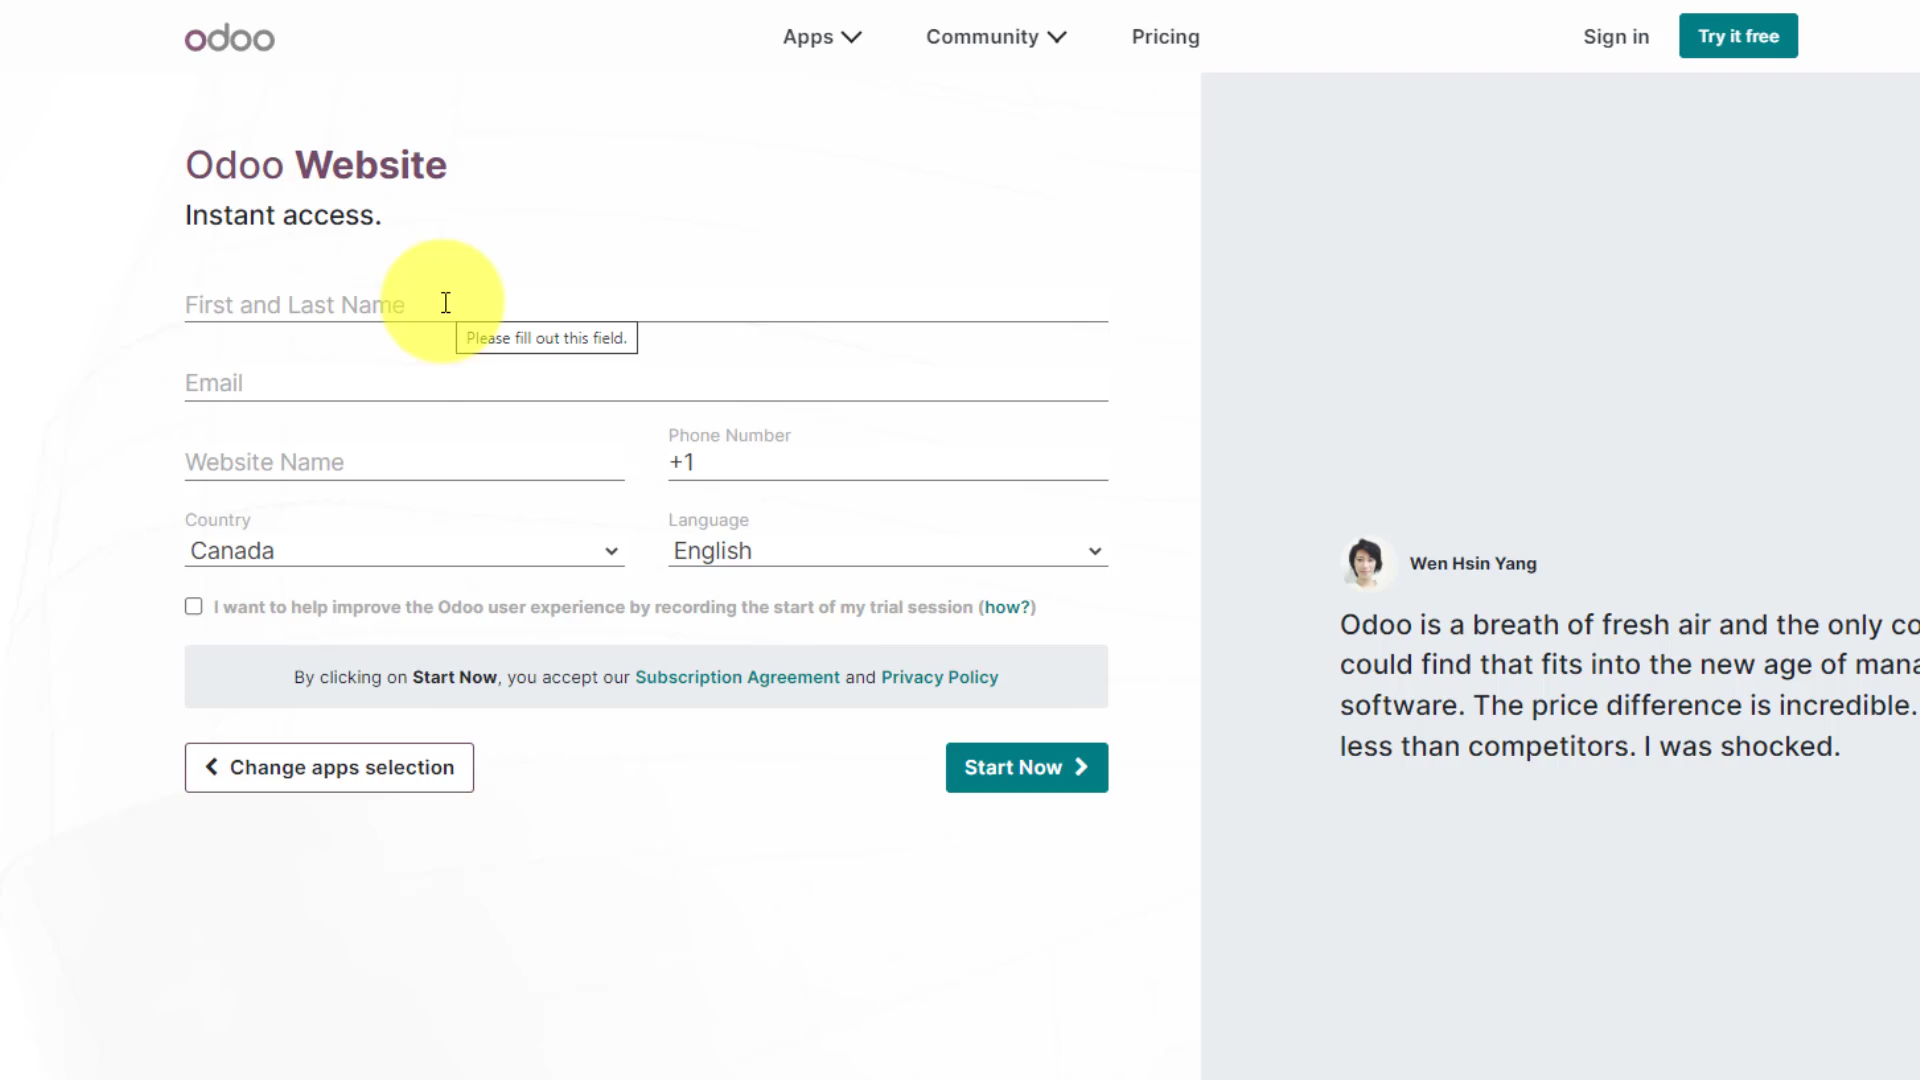 odoo
Apps
Community
Pricing
Sign in
Try it free
Odoo Website
Instant access.
First and Last Name
Please fill out this field.
Email
Website Name
Phone Number
+1
Country
Canada
Language
English
I want to help improve the Odoo user experience by recording the start of my trial session (how?)
By clicking on Start Now, you accept our Subscription Agreement and Privacy Policy
Change apps selection
Start Now
Wen Hsin Yang
Odoo is a breath of fresh air and the only co
could find that fits into the new age of mana
software. The price difference is incredible.
less than competitors. I was shocked.